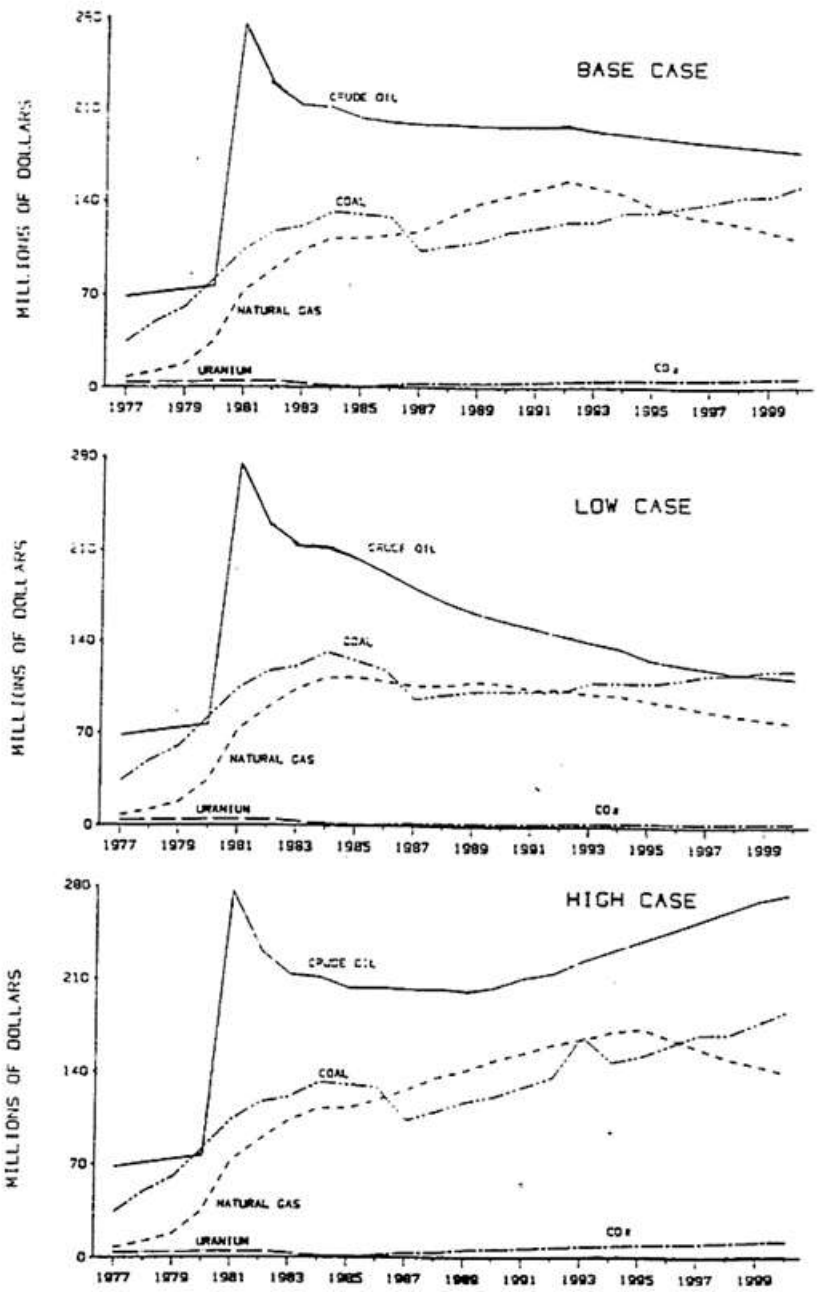 BASE CASE
MILLIONS OF DOLLARS
280
210
140
70
0
CRUDE OIL
COAL
NATURAL GAS
URANIUM
CO₂
1977 1979 1981 1983 1985 1987 1989 1991 1993 1995 1997 1999
LOW CASE
MILLIONS OF DOLLARS
280
210
140
70
0
CRUDE OIL
COAL
NATURAL GAS
URANIUM
CO₂
1977 1979 1981 1983 1985 1987 1989 1991 1993 1995 1997 1999
HIGH CASE
MILLIONS OF DOLLARS
280
210
140
70
0
CRUDE OIL
COAL
NATURAL GAS
URANIUM
CO₂
1977 1979 1981 1983 1985 1987 1989 1991 1993 1995 1997 1999